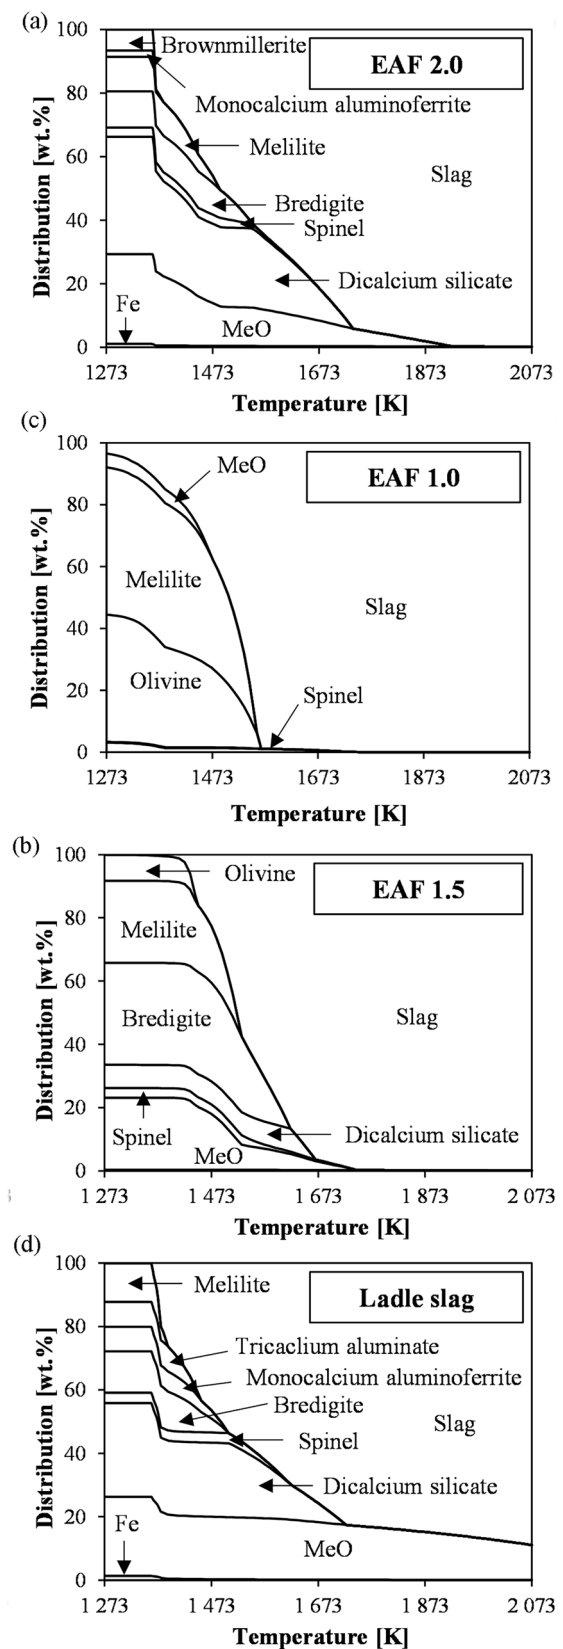 (a)
100
80
60
40
20
0
Distribution [wt.%]
Brownmillerite
EAF 2.0
Monocalcium aluminoferrite
Melilite
Slag
Bredigite
Spinel
Dicalcium silicate
Fe
MeO
1273 1473 1673 1873 2073
Temperature [K]
(c)
100
80
60
40
20
0
Distribution [wt.%]
MeO
EAF 1.0
Melilite
Slag
Olivine
Spinel
1273 1473 1673 1873 2073
Temperature [K]
(b)
100
80
60
40
20
0
Distribution [wt.%]
Olivine
EAF 1.5
Melilite
Bredigite
Slag
Spinel
Dicalcium silicate
MeO
1 273 1 473 1 673 1 873 2 073
Temperature [K]
(d)
100
80
60
40
20
0
Distribution [wt.%]
Melilite
Ladle slag
Tricaclium aluminate
Monocalcium aluminoferrite
Bredigite
Slag
Spinel
Dicalcium silicate
Fe
MeO
1 273 1 473 1 673 1 873 2 073
Temperature [K]